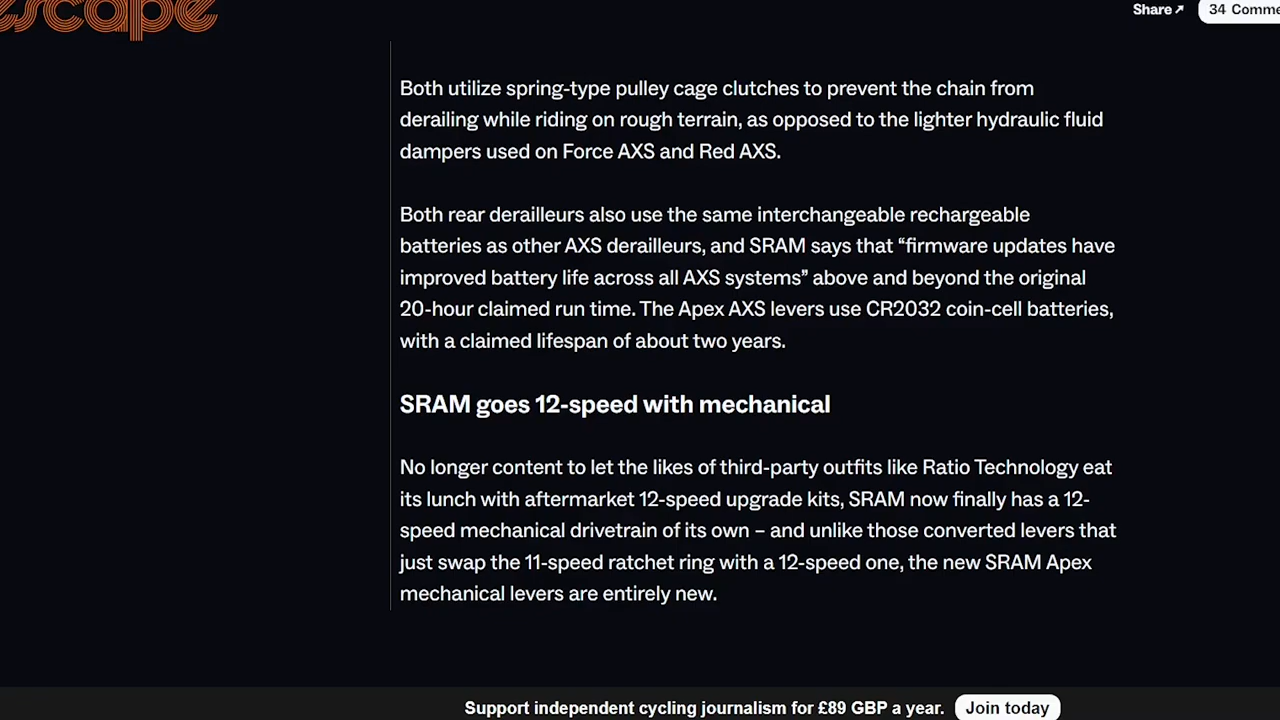 escape
Share↗ 34 Comme
Both utilize spring-type pulley cage clutches to prevent the chain from
derailing while riding on rough terrain, as opposed to the lighter hydraulic fluid
dampers used on Force AXS and Red AXS.
Both rear derailleurs also use the same interchangeable rechargeable
batteries as other AXS derailleurs, and SRAM says that “firmware updates have
improved battery life across all AXS systems” above and beyond the original
20-hour claimed run time. The Apex AXS levers use CR2032 coin-cell batteries,
with a claimed lifespan of about two years.
SRAM goes 12-speed with mechanical
No longer content to let the likes of third-party outfits like Ratio Technology eat
its lunch with aftermarket 12-speed upgrade kits, SRAM now finally has a 12-
speed mechanical drivetrain of its own – and unlike those converted levers that
just swap the 11-speed ratchet ring with a 12-speed one, the new SRAM Apex
mechanical levers are entirely new.
Support independent cycling journalism for £89 GBP a year. Join today